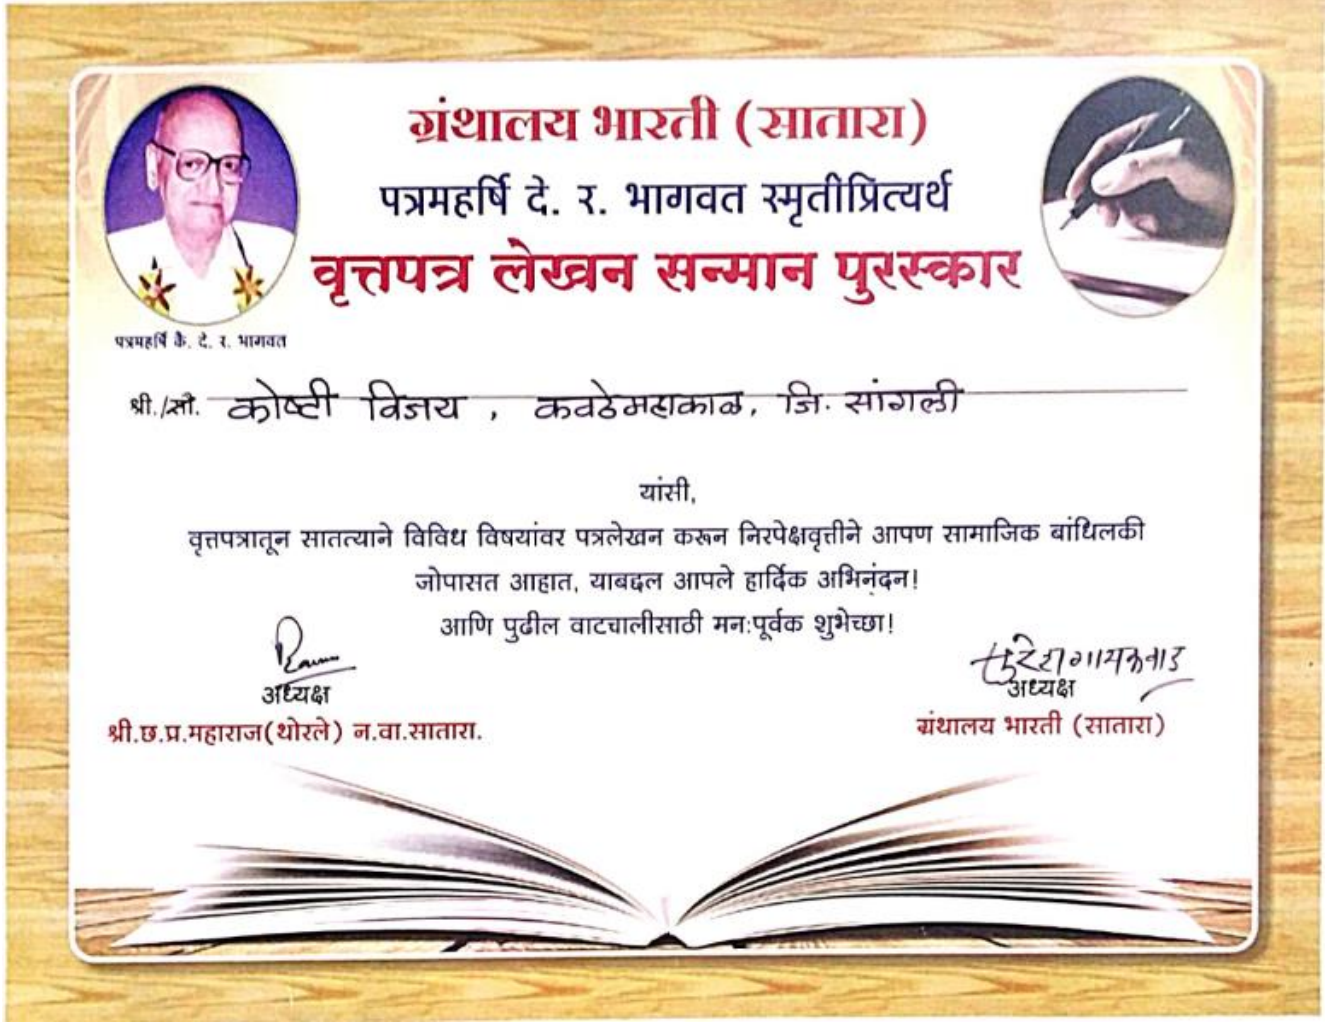 ग्रंथालय भारती (सातारा)
पत्रमहर्षि दे. र. भागवत स्मृतीप्रित्यर्थ
वृत्तपत्र लेखन सन्मान पुरस्कार
पत्रमहर्षि कै. दे. र. भागवत
श्री./सौ. कोष्टी विजय , कवठेमहाकाळ, जि. सांगली
यांसी,
वृत्तपत्रातून सातत्याने विविध विषयांवर पत्रलेखन करून निरपेक्षवृत्तीने आपण सामाजिक बांधिलकी
जोपासत आहात, याबद्दल आपले हार्दिक अभिनंदन!
आणि पुढील वाटचालीसाठी मन:पूर्वक शुभेच्छा!
अध्यक्ष
श्री.छ.प्र.महाराज(थोरले) न.वा.सातारा.
सुरेश गायकवाड
अध्यक्ष
ग्रंथालय भारती (सातारा)